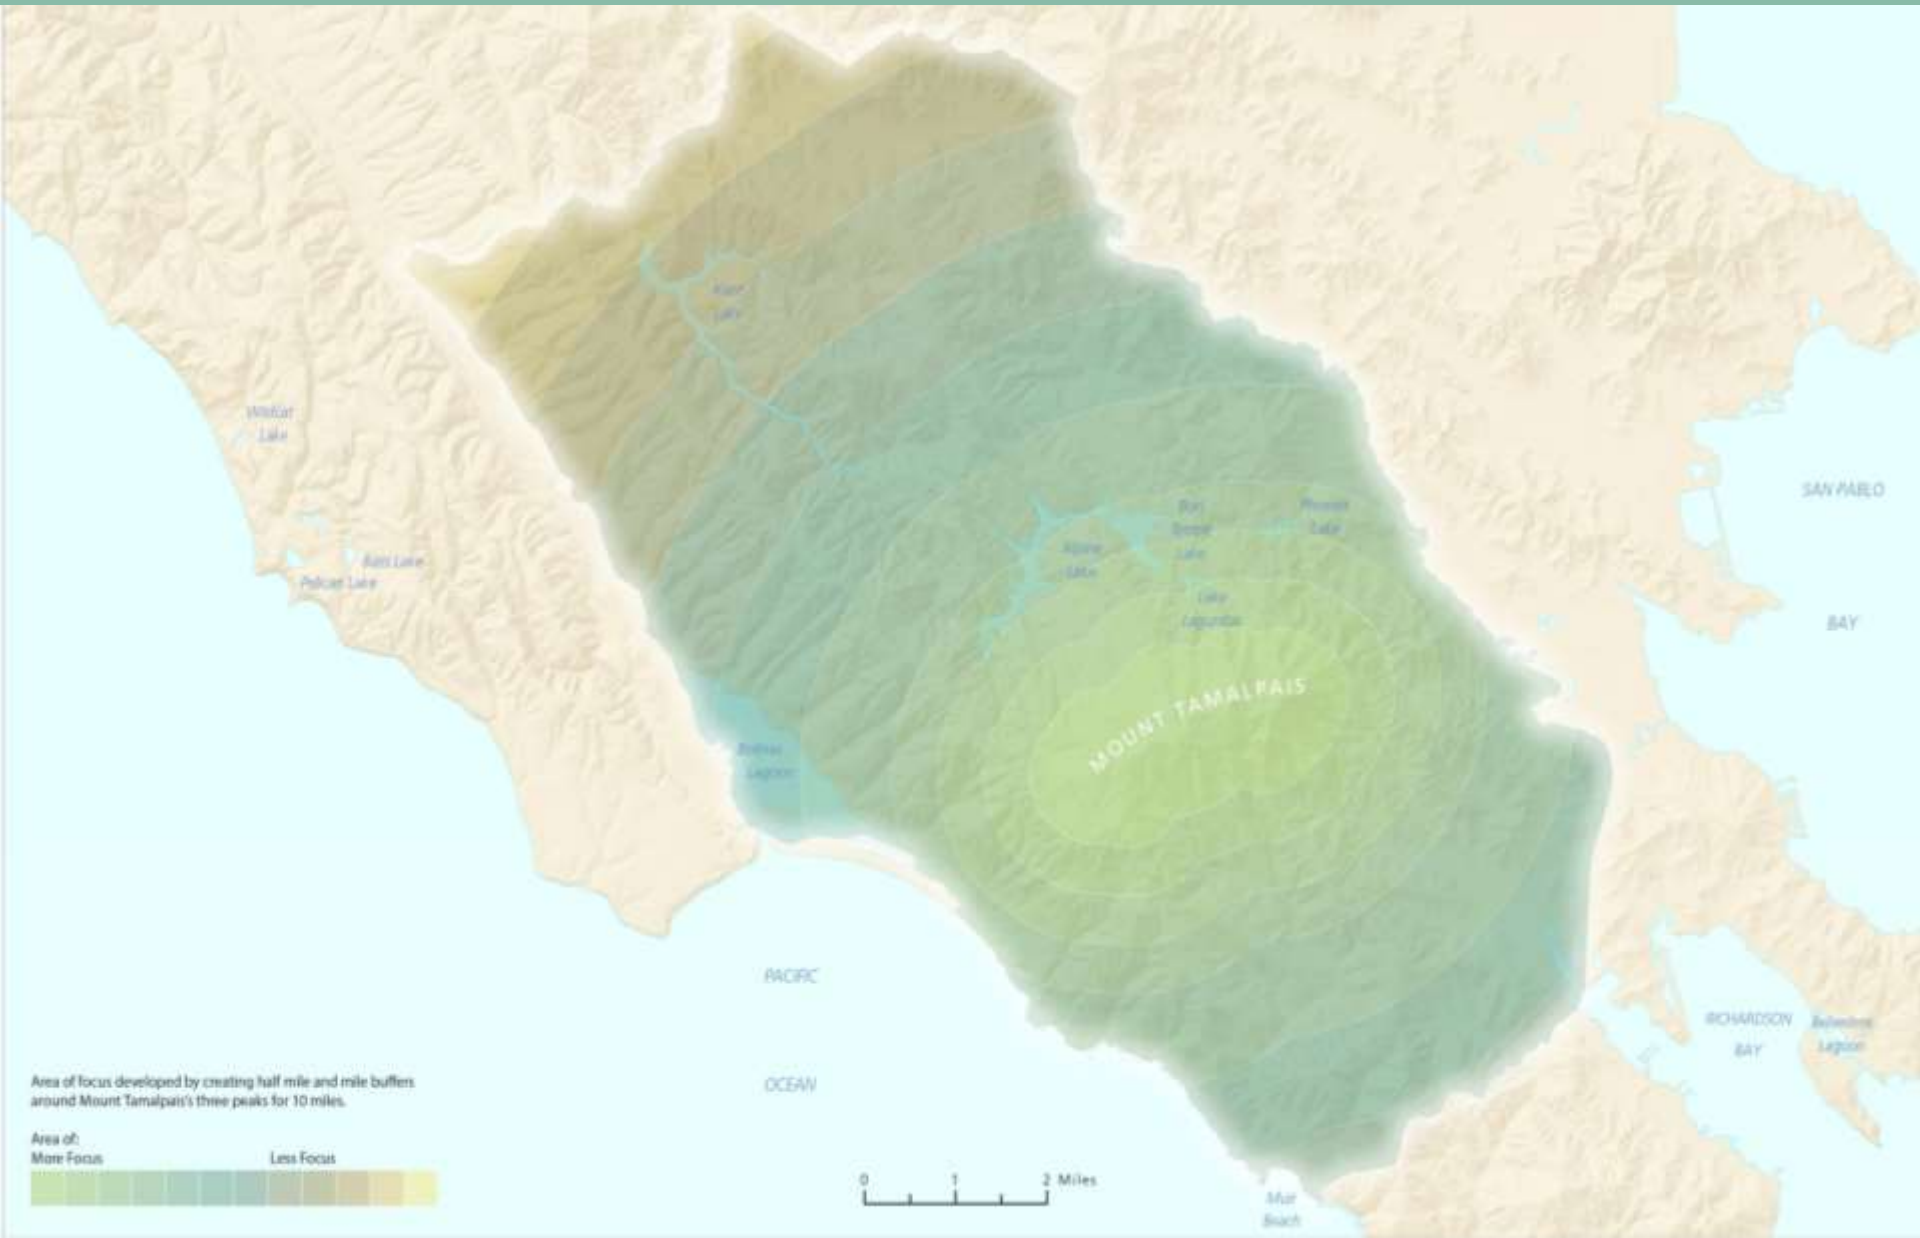 Kent
Lake
Wildcat
Lake
SAN PABLO
Bon
Tempe
Lake
Phoenix
Lake
Alpine
Lake
Bass Lake
Pelican Lake
Lake
Lagunitas
BAY
MOUNT TAMALPAIS
Bolinas
Lagoon
PACIFIC
RICHARDSON
BAY
Belvedere
Lagoon
OCEAN
Area of focus developed by creating half mile and mile buffers
around Mount Tamalpais's three peaks for 10 miles.
Area of:
More Focus Less Focus
0 1 2 Miles
Muir
Beach